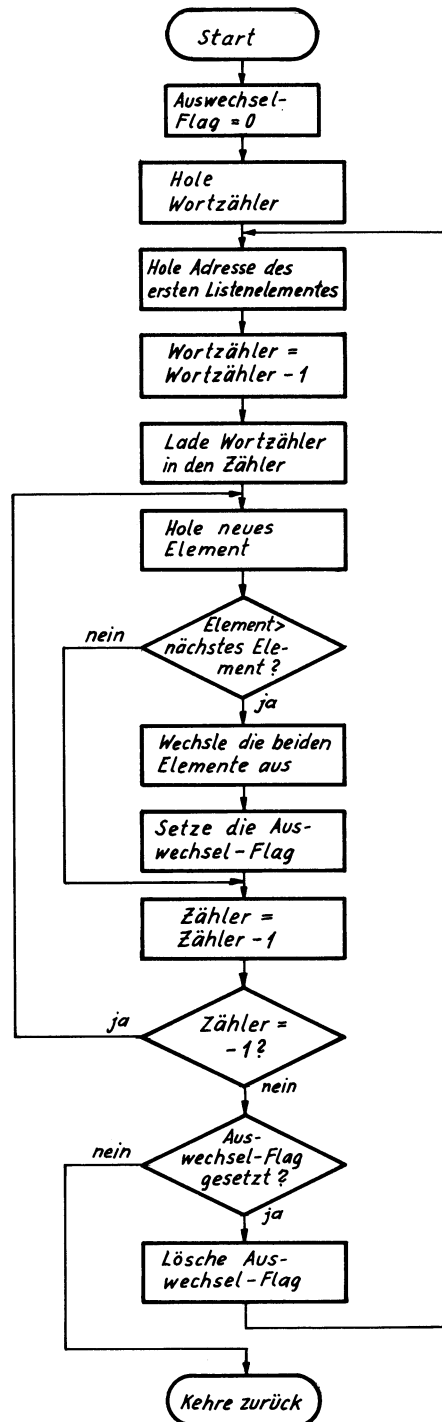 Start
Auswechsel-
Flag = 0
Hole
Wortzähler
Hole Adresse des
ersten Listenelementes
Wortzähler =
Wortzähler - 1
Lade Wortzähler
in den Zähler
Hole neues
Element
nein
Element>
nächstes Ele-
ment?
ja
Wechsle die beiden
Elemente aus
Setze die Aus-
wechsel-Flag
Zähler =
Zähler - 1
ja
Zähler =
- 1?
nein
nein
Aus-
wechsel-Flag
gesetzt?
ja
Lösche Aus-
wechsel-Flag
Kehre zurück